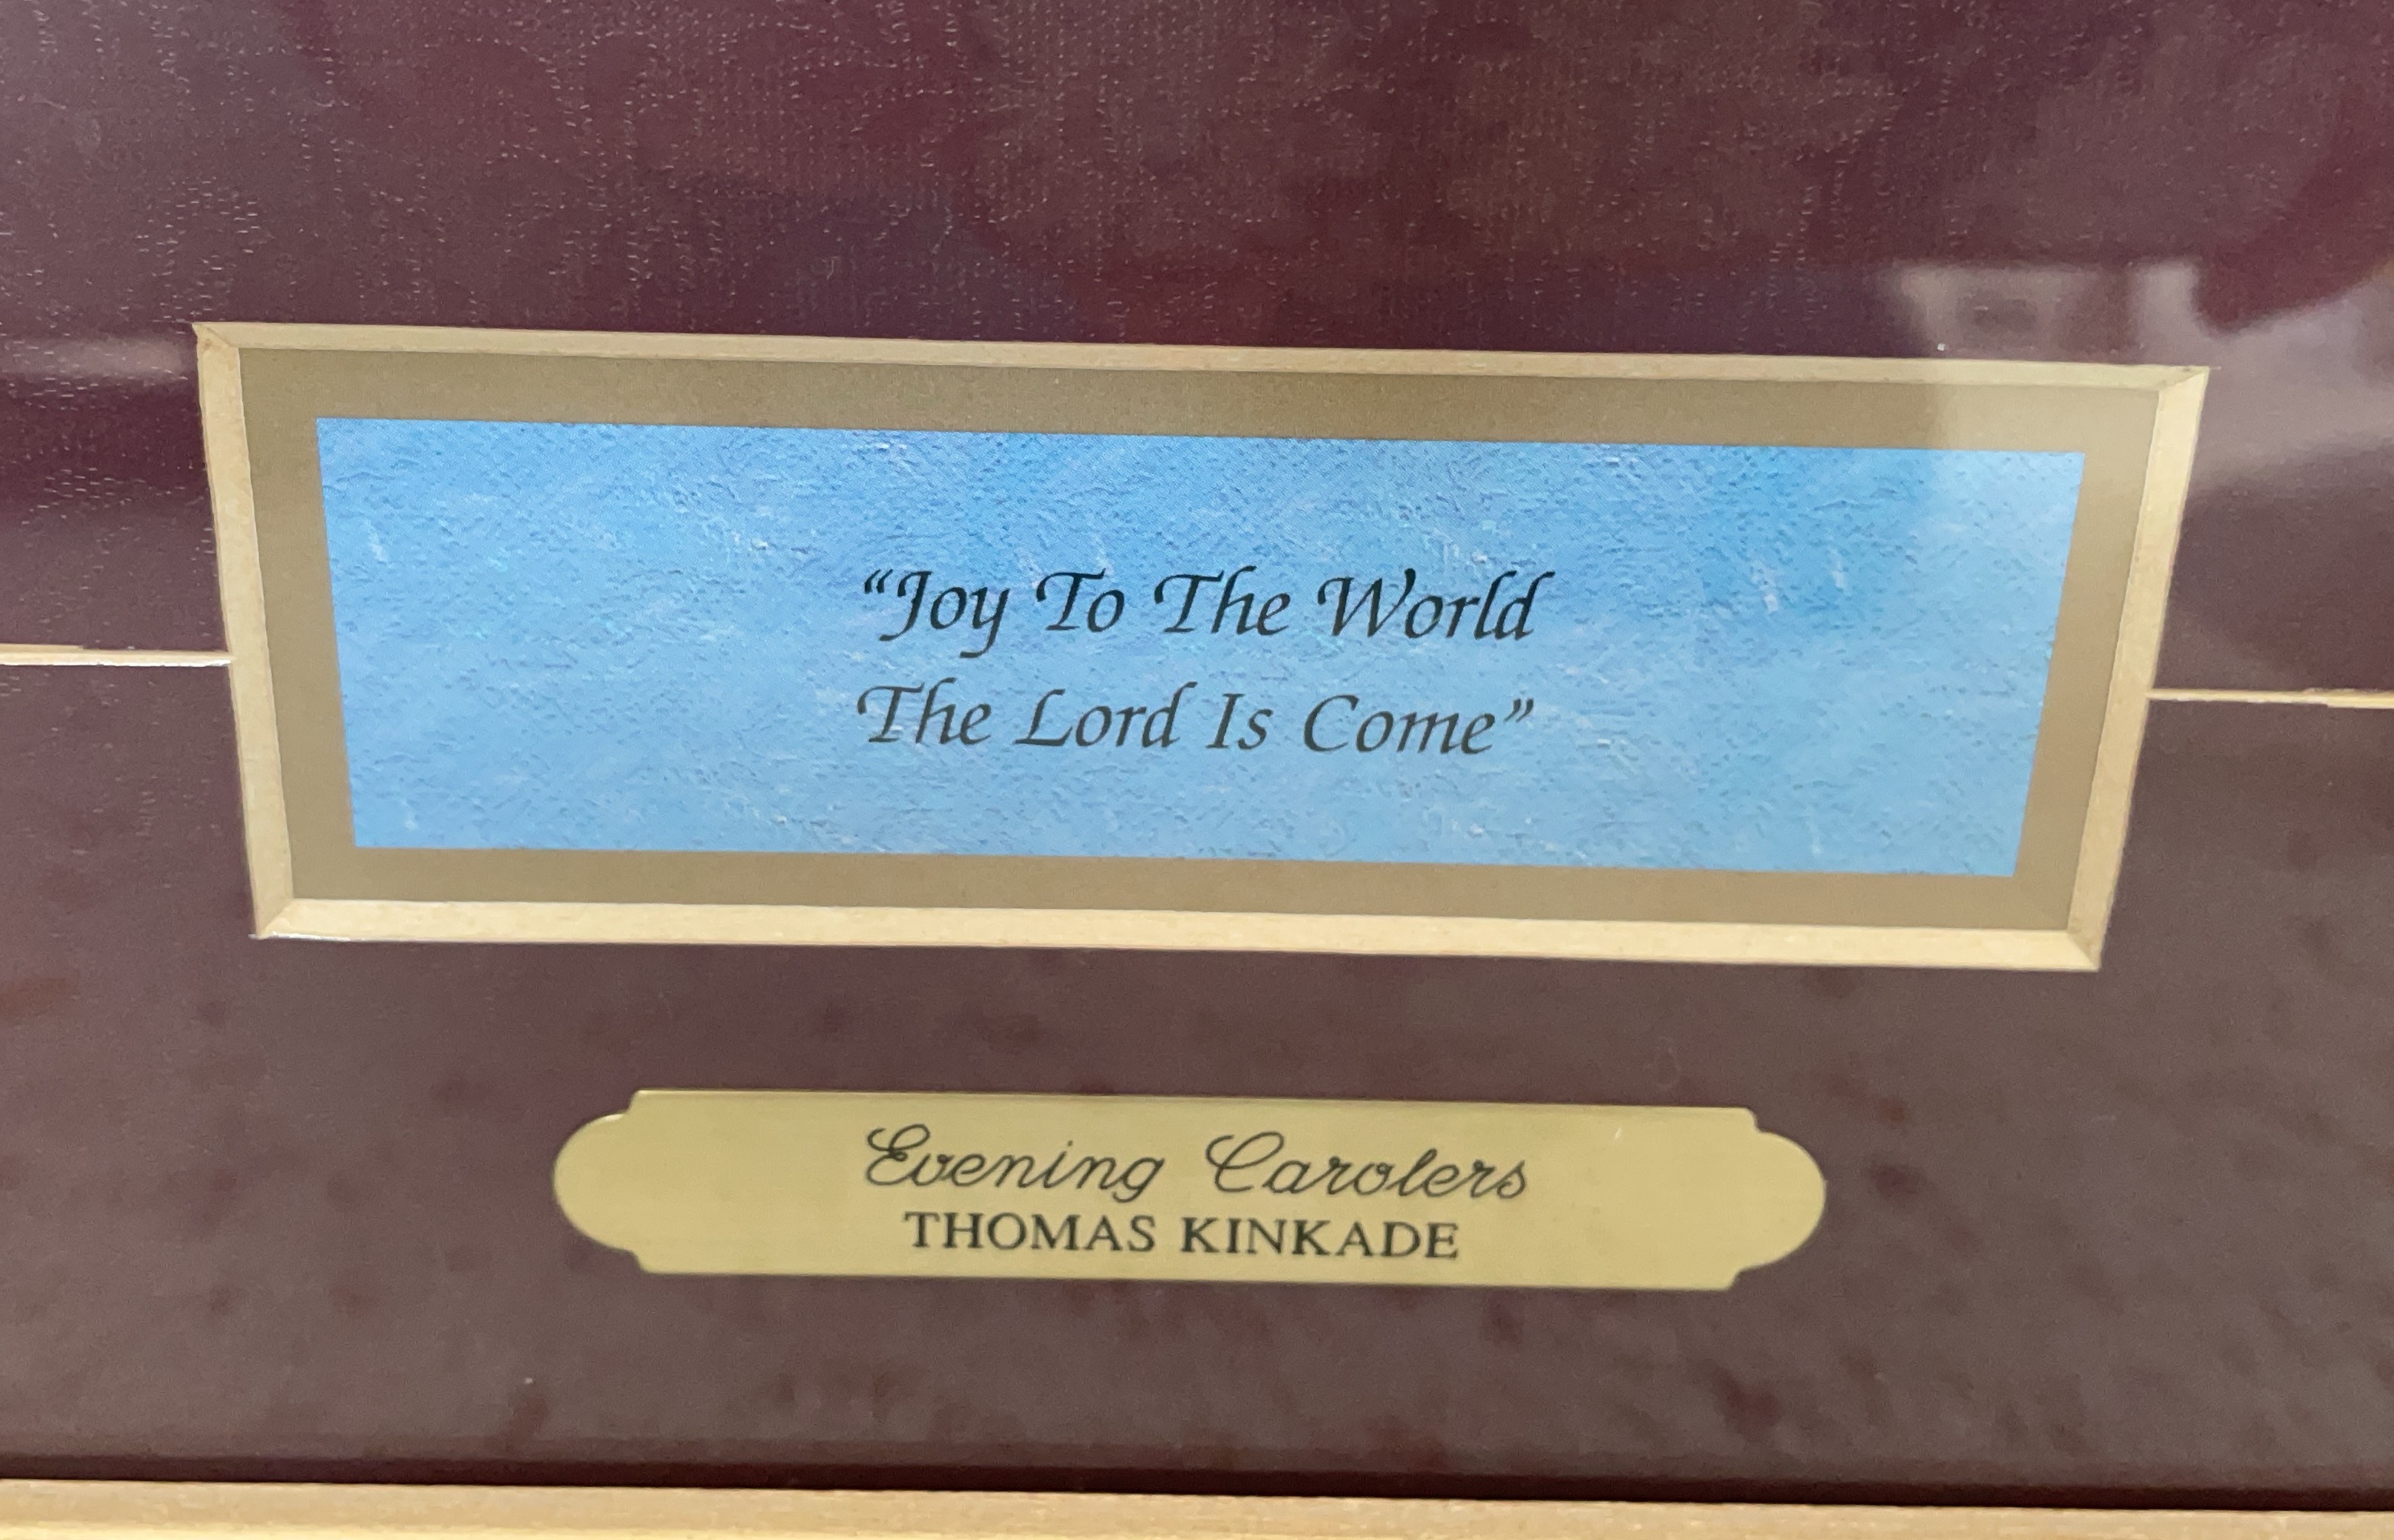 “Joy To The World
The Lord Is Come”
Evening Carolers
THOMAS KINKADE